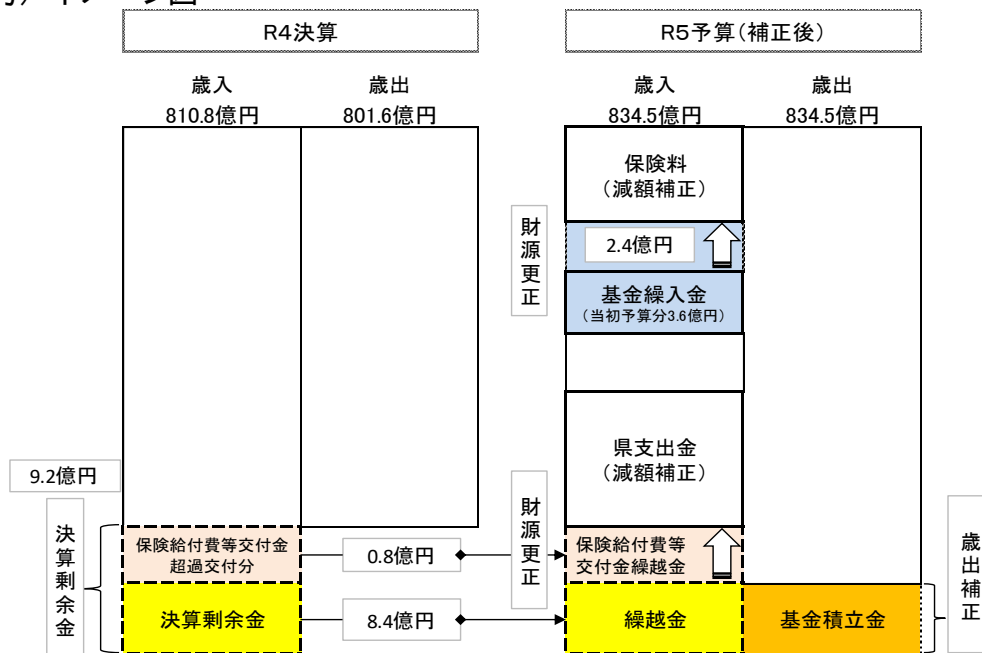 R4決算
R5予算(補正後)
歳入
810.8億円
歳出
801.6億円
歳入
834.5億円
歳出
834.5億円
保険料
(減額補正)
財源更正
2.4億円
基金繰入金
(当初予算分3.6億円)
県支出金
(減額補正)
9.2億円
決算剰余金
保険給付費等交付金
超過交付分
0.8億円
財源更正
保険給付費等
交付金繰越金
決算剰余金
8.4億円
繰越金
基金積立金
歳出補正